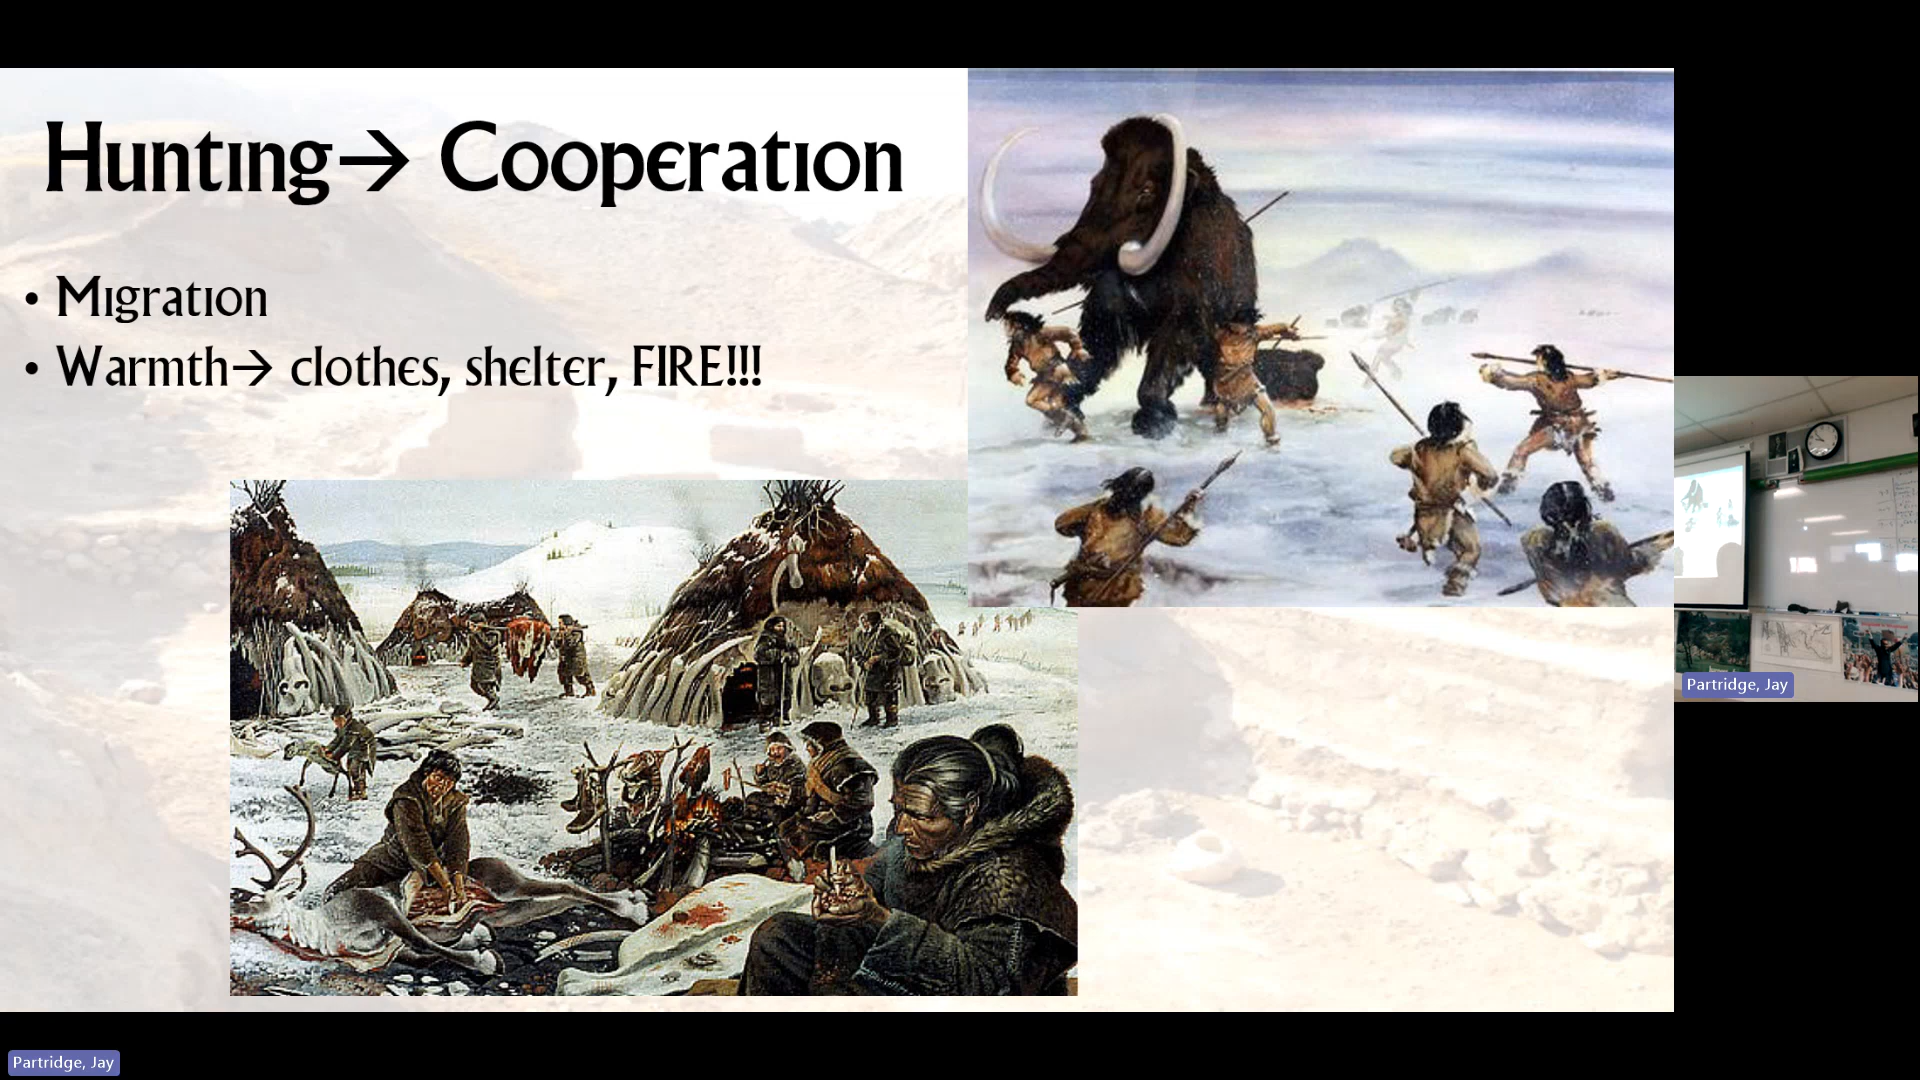 Hunting→ Cooperation
• Migration
• Warmth→ clothes, shelter, FIRE!!!
Partridge, Jay
Partridge, Jay